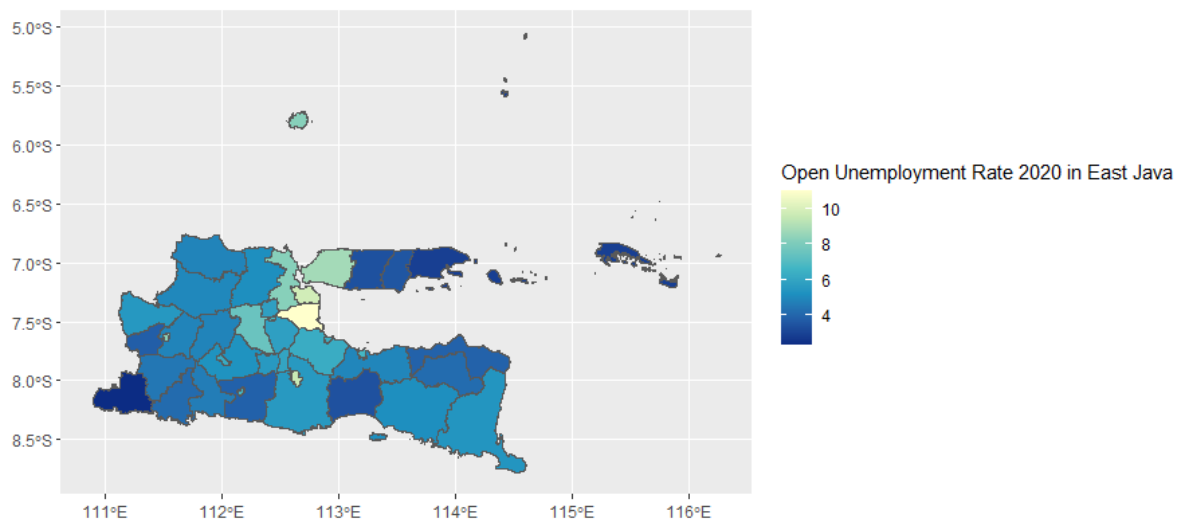 5.0°S
5.5°S
6.0°S
6.5°S
7.0°S
7.5°S
8.0°S
8.5°S
111°E 112°E 113°E 114°E 115°E 116°E
Open Unemployment Rate 2020 in East Java
10
8
6
4